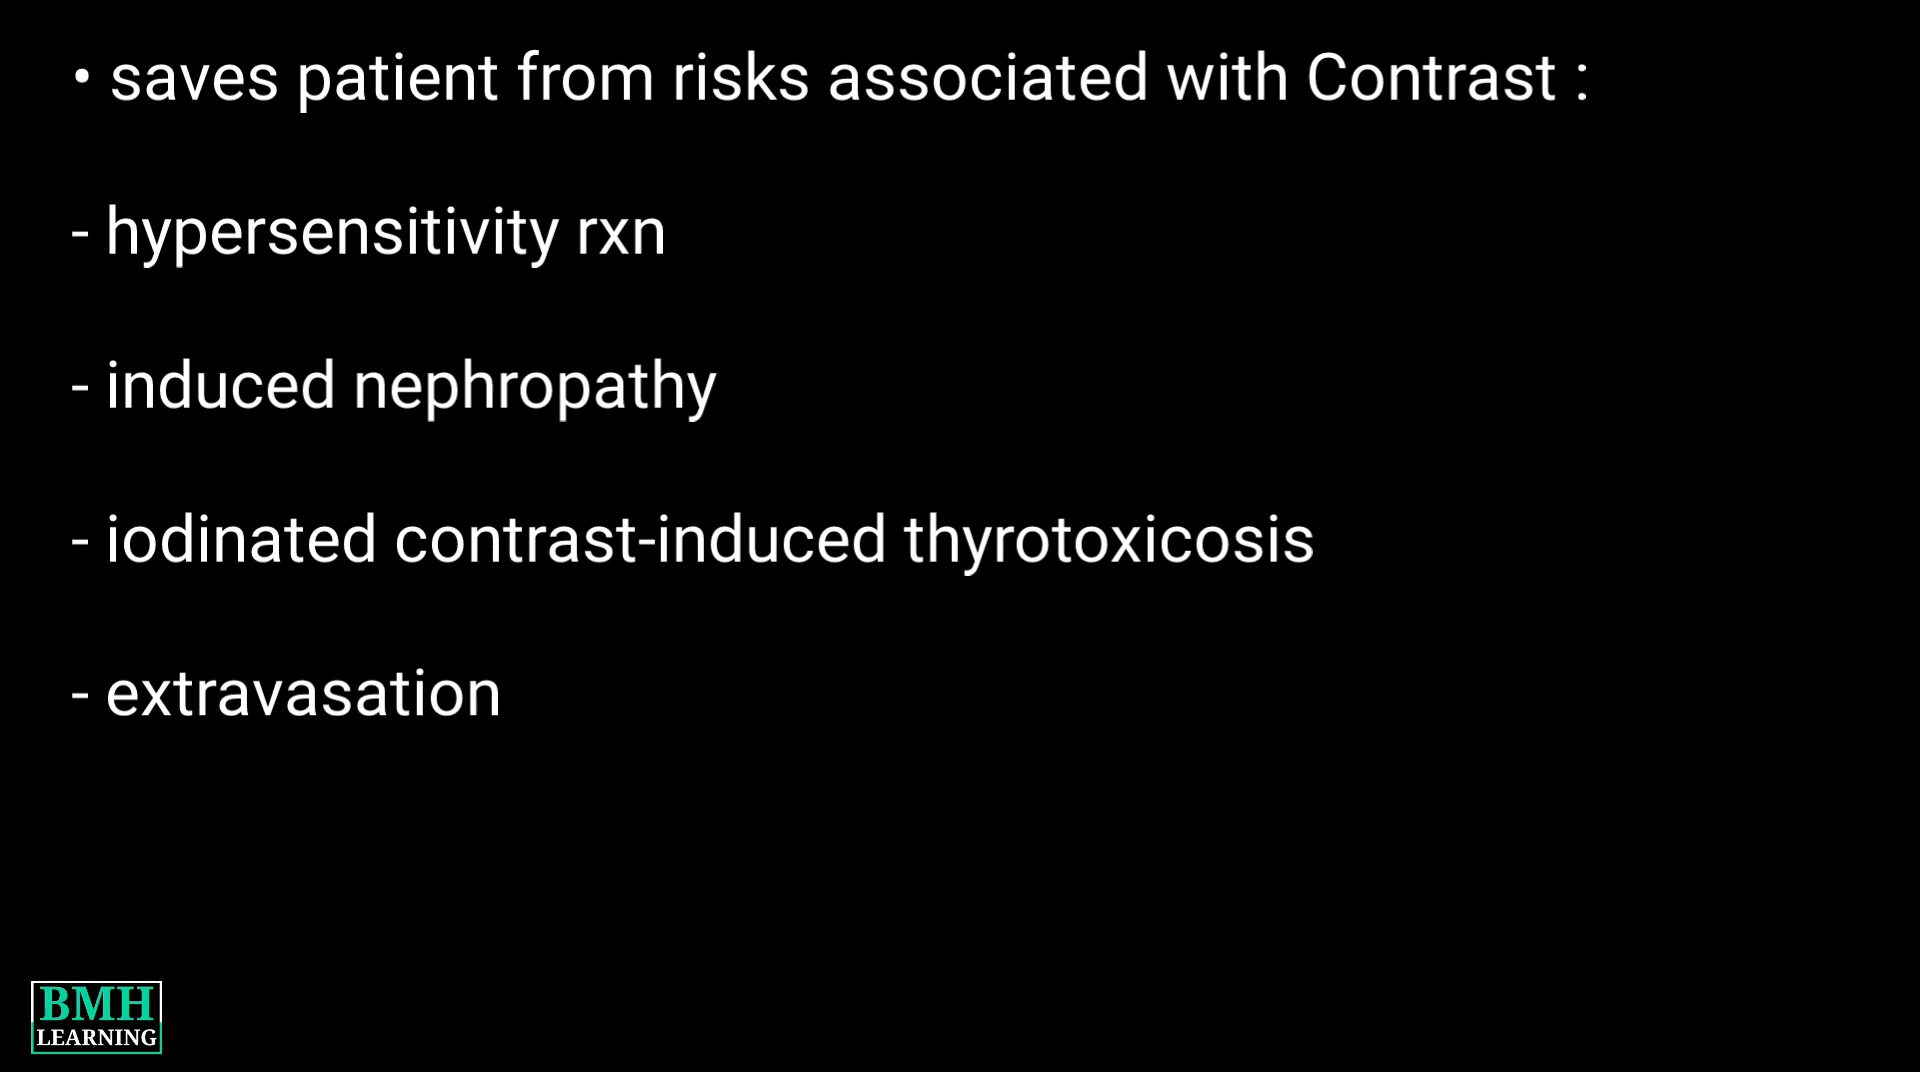 • saves patient from risks associated with Contrast :
- hypersensitivity rxn
- induced nephropathy
- iodinated contrast-induced thyrotoxicosis
- extravasation
BMH
LEARNING